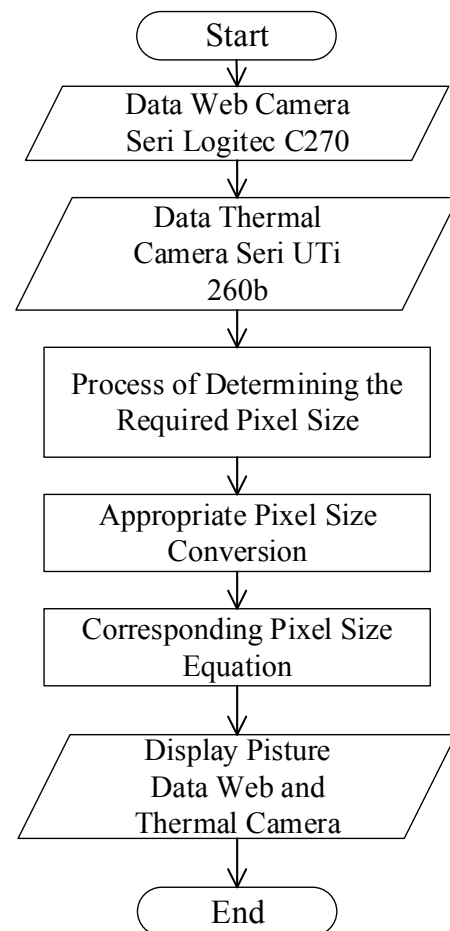 Start
Data Web Camera
Seri Logitec C270
Data Thermal
Camera Seri UTi
260b
Process of Determining the
Required Pixel Size
Appropriate Pixel Size
Conversion
Corresponding Pixel Size
Equation
Display Pisture
Data Web and
Thermal Camera
End